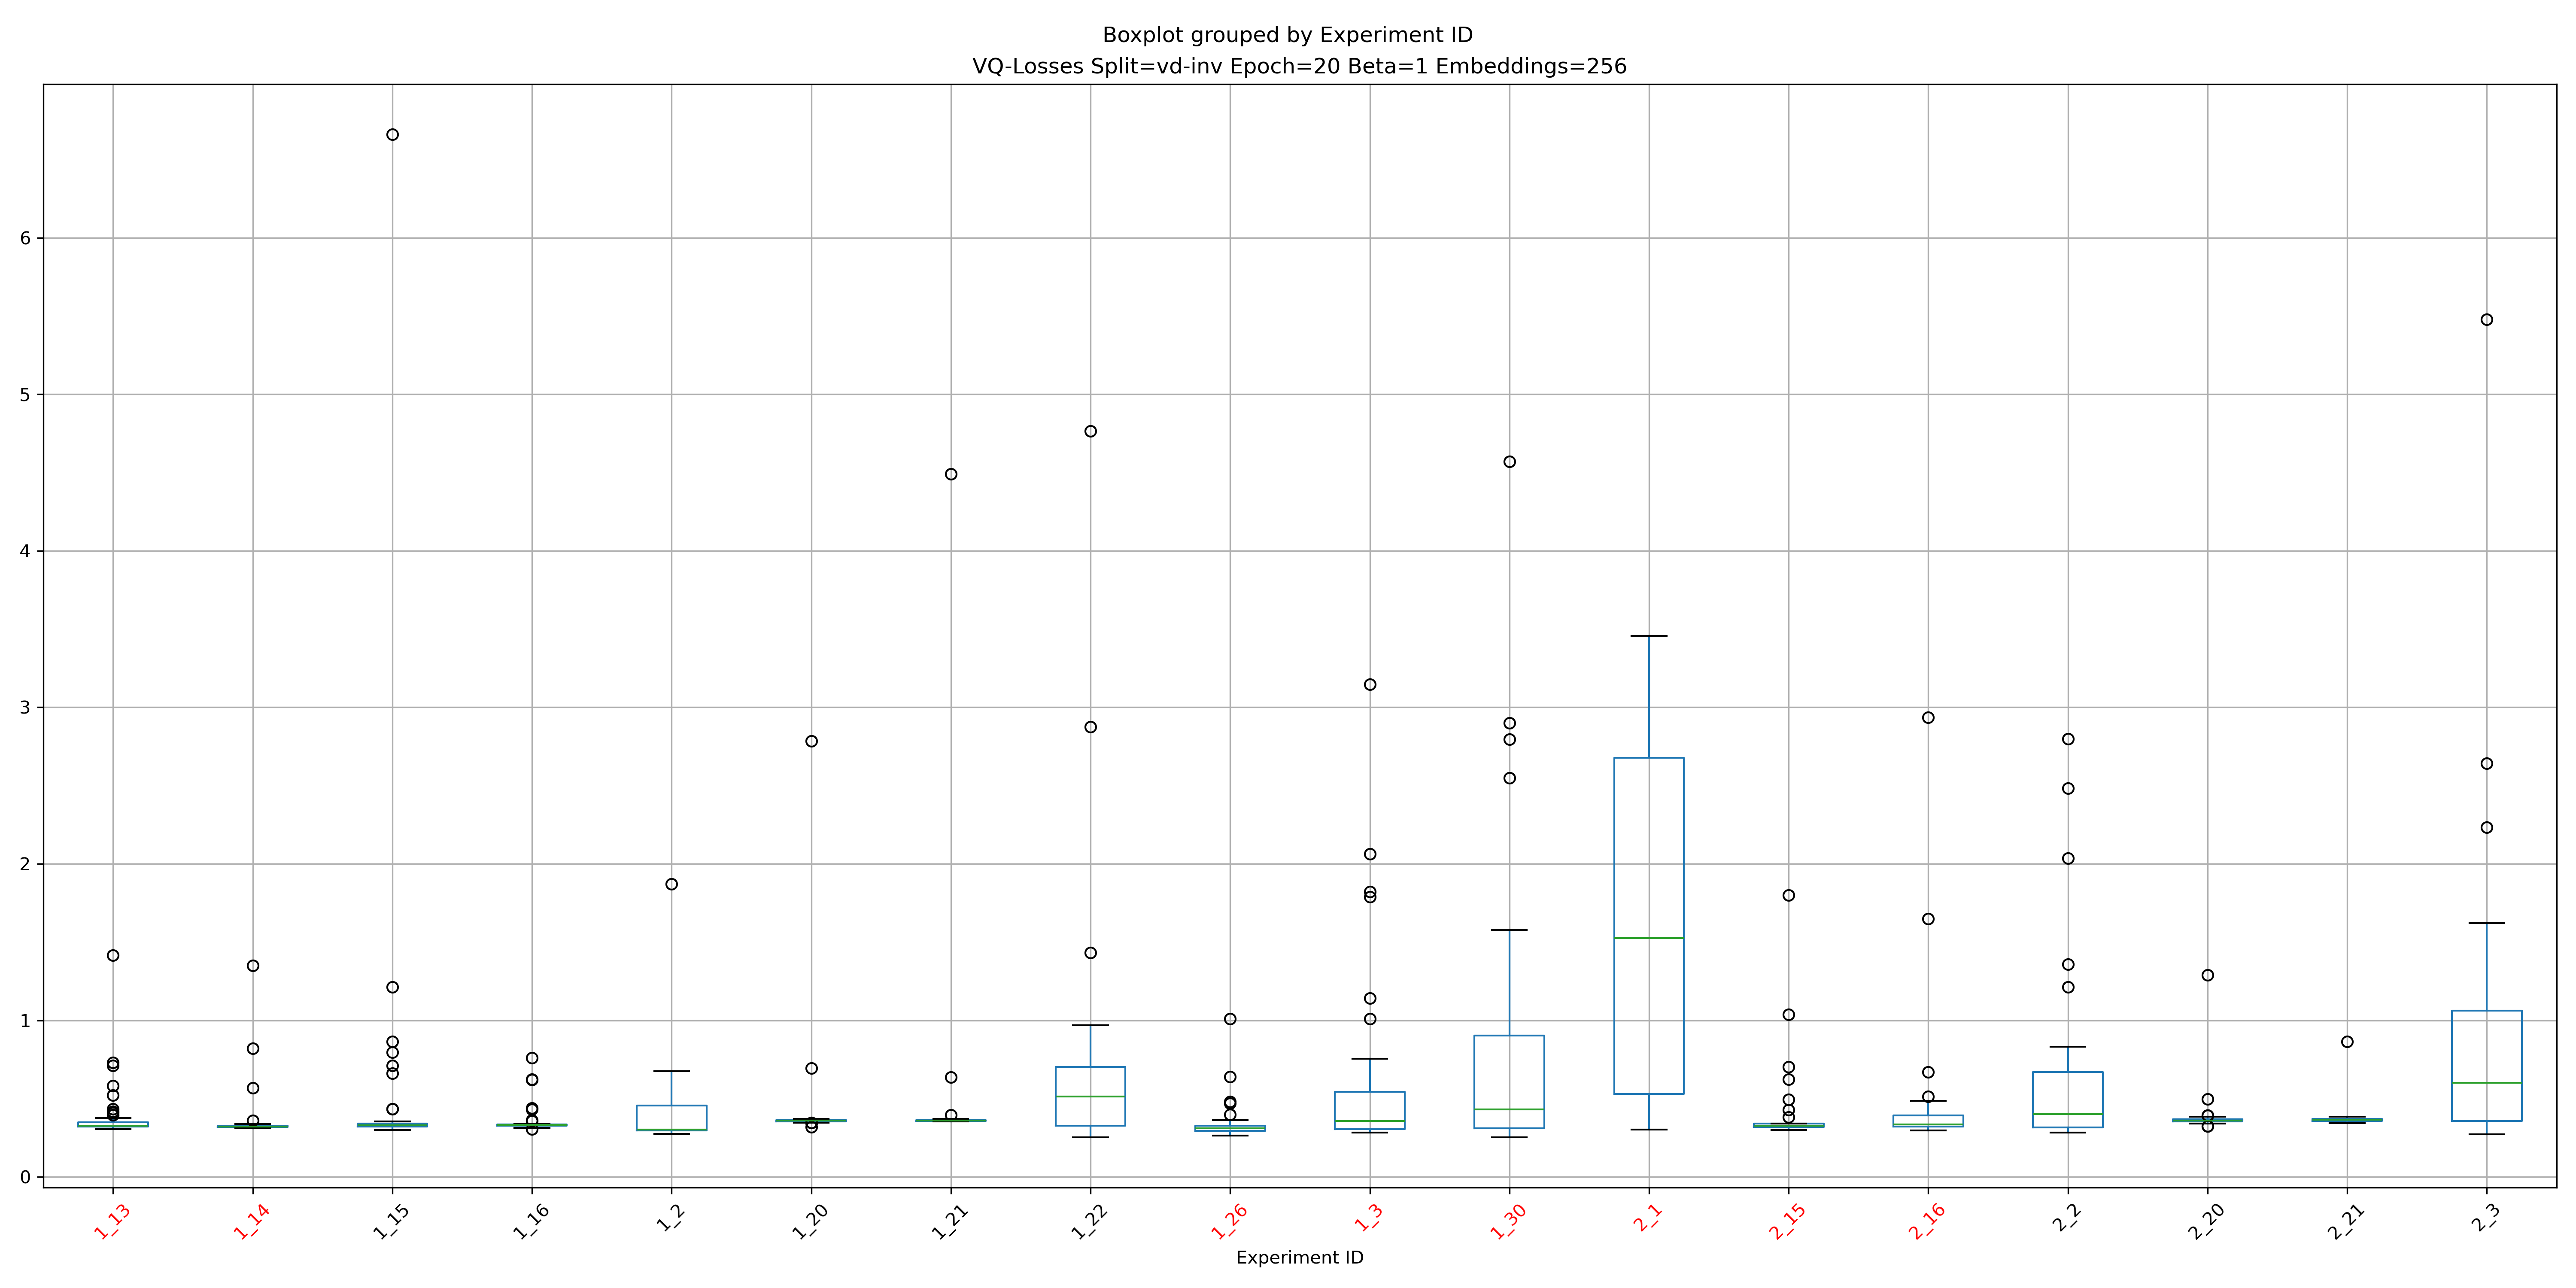 Boxplot grouped by Experiment ID
VQ-Losses Split=vd-inv Epoch=20 Beta=1 Embeddings=256
6
5
4
3
2
1
0
1_13 1_14 1_15 1_16 1_2 1_20 1_21 1_22 1_26 1_3 1_30 2_1 2_15 2_16 2_2 2_20 2_21 2_3
Experiment ID